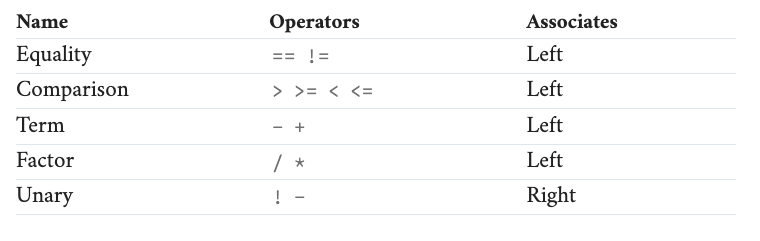 Name Operators Associates
Equality == != Left
Comparison > >= < <= Left
Term - + Left
Factor / * Left
Unary ! - Right